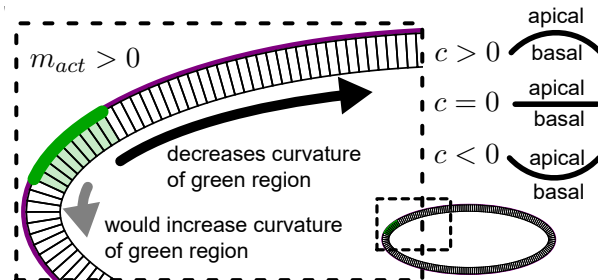 m_act > 0
decreases curvature
of green region
would increase curvature
of green region
c > 0
apical
basal
c = 0
apical
basal
c < 0
apical
basal